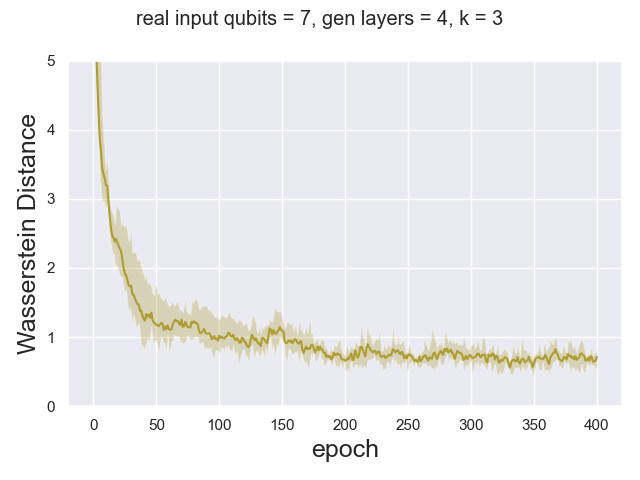 real input qubits = 7, gen layers = 4, k = 3
5
4
3
2
1
0
Wasserstein Distance
0 50 100 150 200 250 300 350 400
epoch